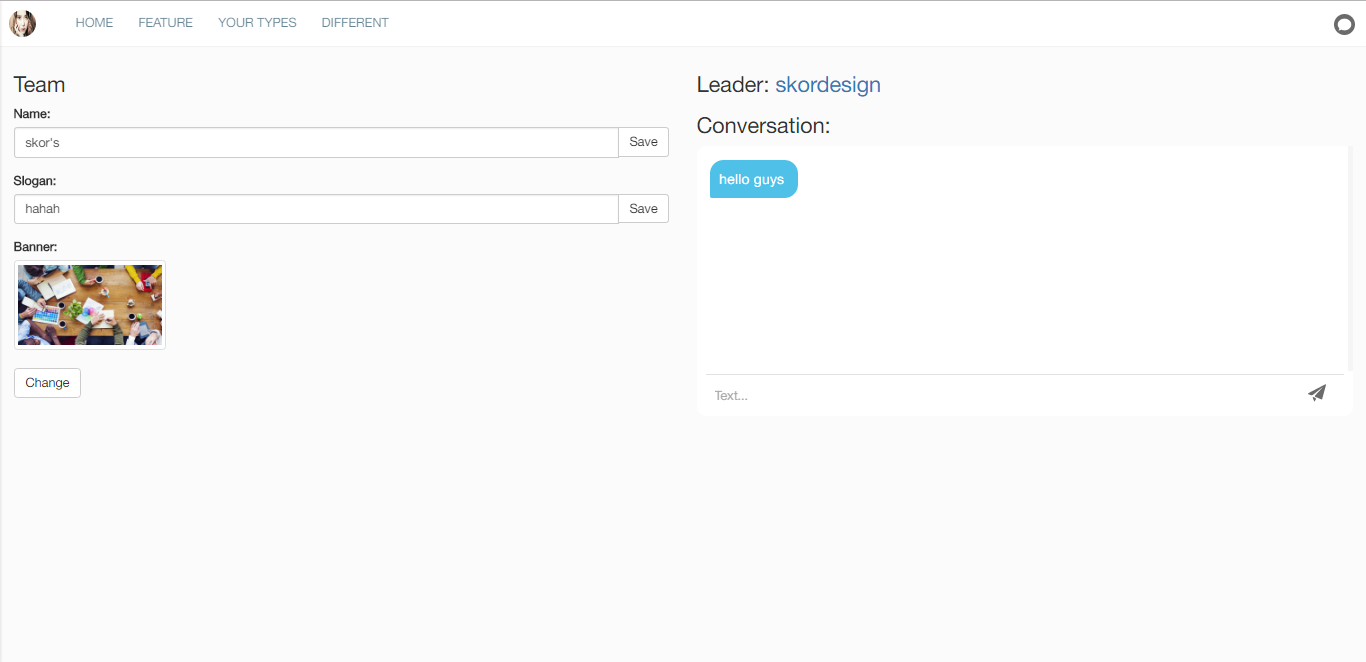 HOME FEATURE YOUR TYPES DIFFERENT
Team
Name:
skor's Save
Slogan:
hahah Save
Banner:
Change
Leader: skordesign
Conversation:
hello guys
Text...